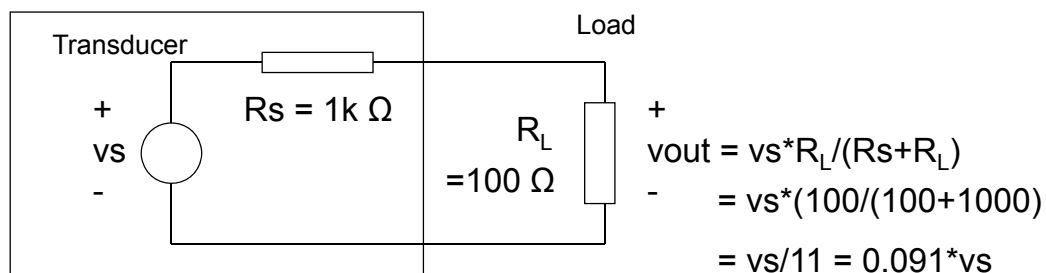 Load
Transducer
Rs = 1k Ω
+
vs
-
R_L
=100 Ω
+
vout = vs*R_L/(Rs+R_L)
-
= vs*(100/(100+1000)
= vs/11 = 0.091*vs